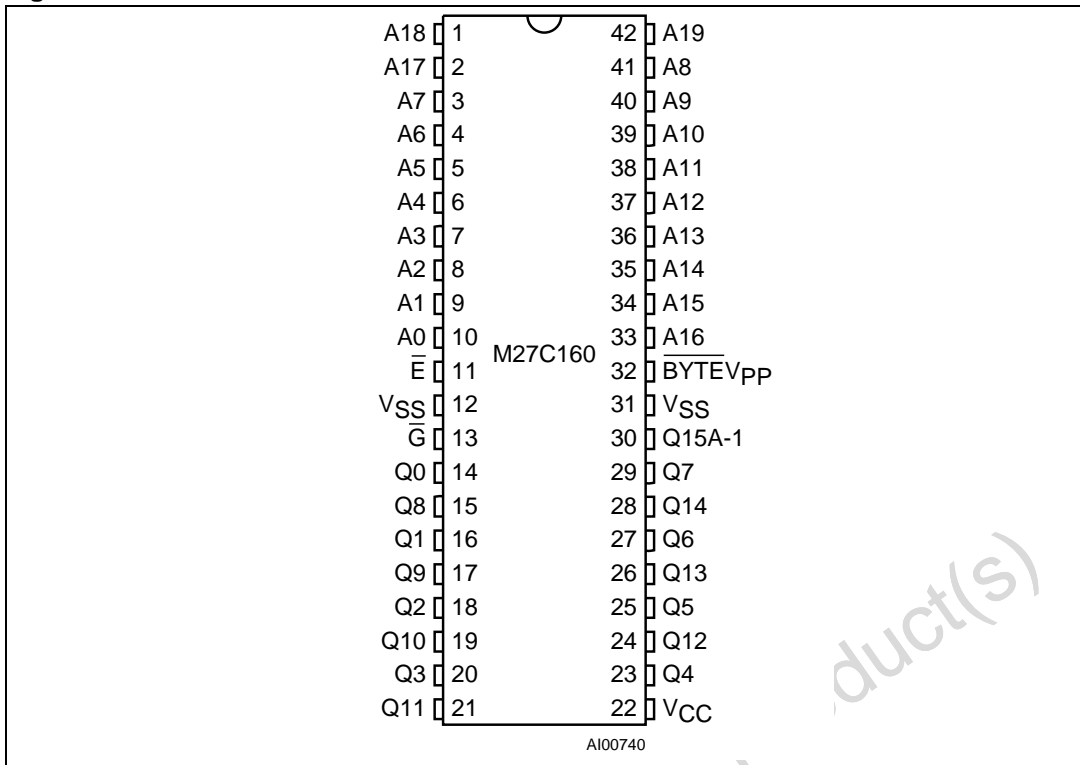 A18 1 42 A19
A17 2 41 A8
A7 3 40 A9
A6 4 39 A10
A5 5 38 A11
A4 6 37 A12
A3 7 36 A13
A2 8 35 A14
A1 9 34 A15
A0 10 33 A16
M27C160
E̅ 11 32 B̅Y̅T̅E̅VPP
VSS 12 31 VSS
G̅ 13 30 Q15A-1
Q0 14 29 Q7
Q8 15 28 Q14
Q1 16 27 Q6
Q9 17 26 Q13
Q2 18 25 Q5
Q10 19 24 Q12
Q3 20 23 Q4
Q11 21 22 VCC
AI00740
duct(s)